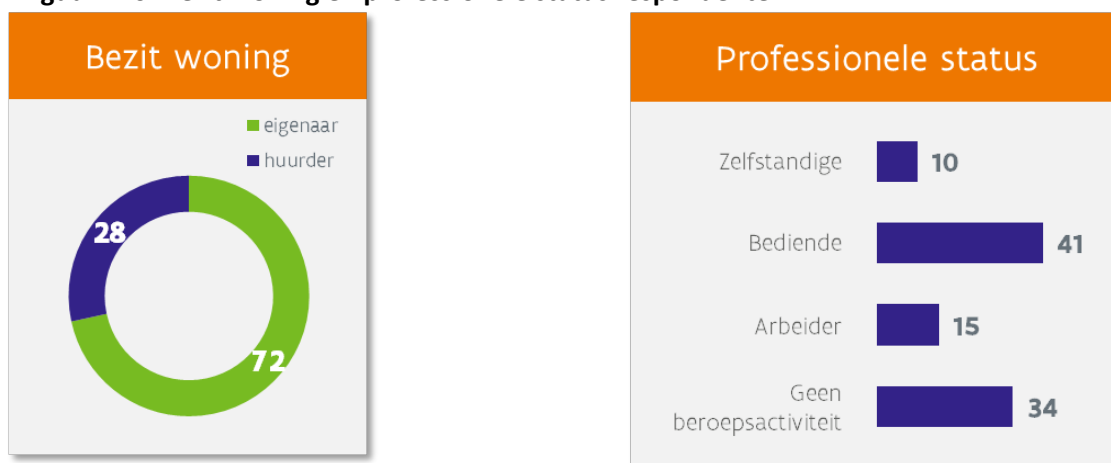 Bezit woning
eigenaar
huurder
28
72
Professionele status
Zelfstandige 10
Bediende 41
Arbeider 15
Geen
beroepsactiviteit 34